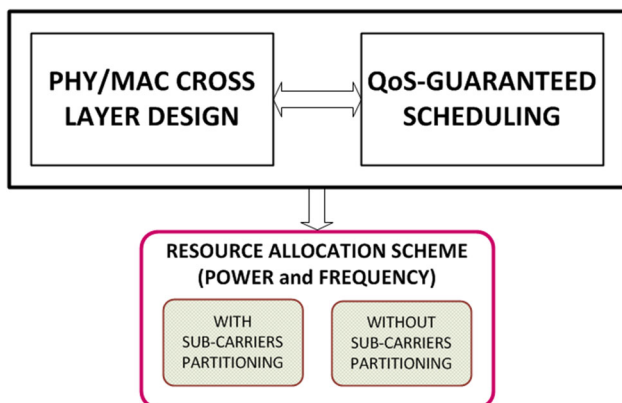 PHY/MAC CROSS
LAYER DESIGN
QoS-GUARANTEED
SCHEDULING
RESOURCE ALLOCATION SCHEME
(POWER and FREQUENCY)
WITH
SUB-CARRIERS
PARTITIONING
WITHOUT
SUB-CARRIERS
PARTITIONING